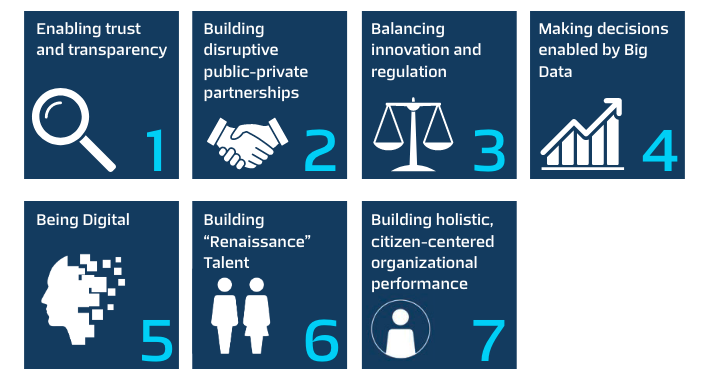 Enabling trust
and transparency
1
Building
disruptive
public-private
partnerships
2
Balancing
innovation and
regulation
3
Making decisions
enabled by Big
Data
4
Being Digital
5
Building
“Renaissance”
Talent
6
Building holistic,
citizen-centered
organizational
performance
7